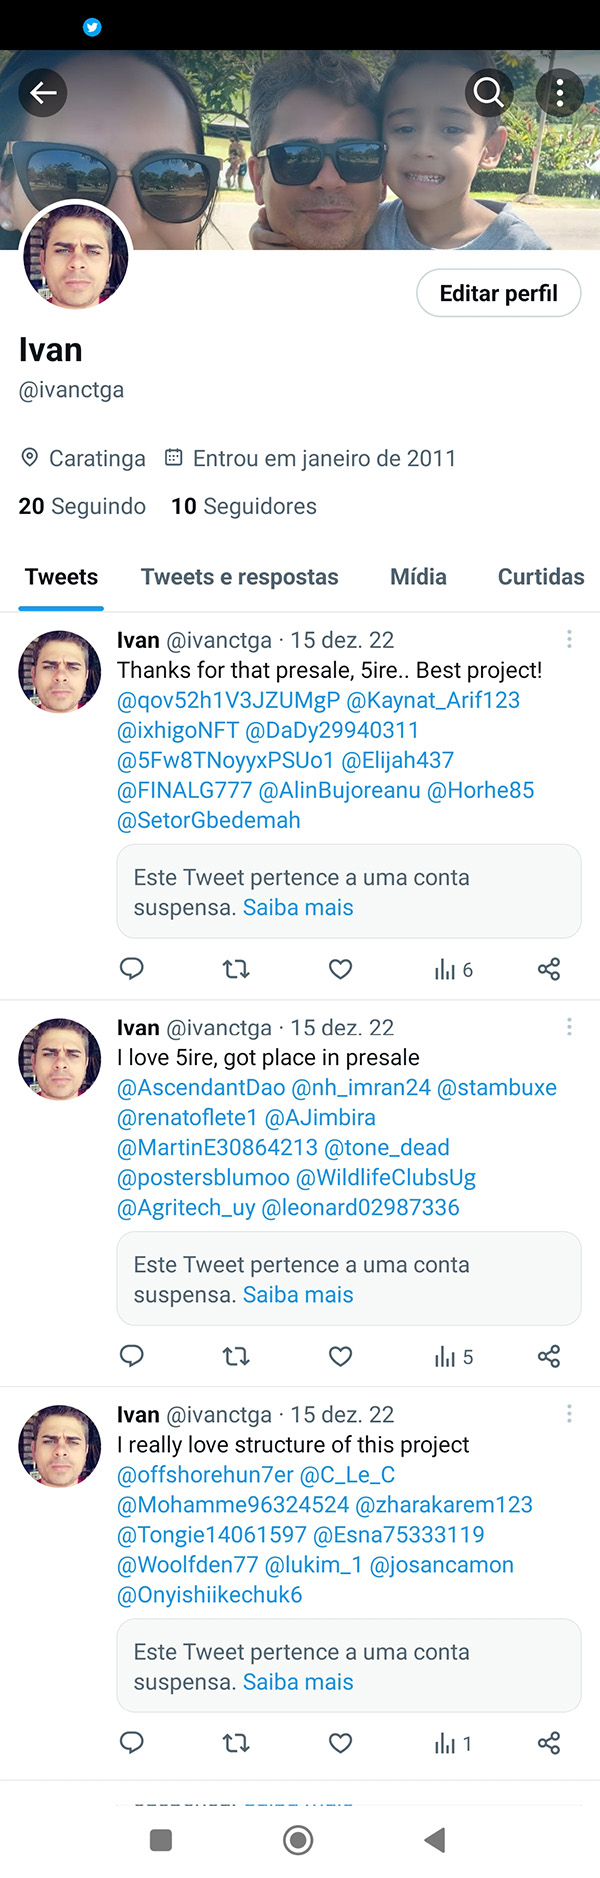 Editar perfil
Ivan
@ivanctga
Caratinga Entrou em janeiro de 2011
20 Seguindo 10 Seguidores
Tweets Tweets e respostas Mídia Curtidas
Ivan @ivanctga · 15 dez. 22
Thanks for that presale, 5ire.. Best project!
@qov52h1V3JZUMgP @Kaynat_Arif123
@ixhigoNFT @DaDy29940311
@5Fw8TNoyyxPSUo1 @Elijah437
@FINALG777 @AlinBujoreanu @Horhe85
@SetorGbedemah
Este Tweet pertence a uma conta
suspensa. Saiba mais
6
Ivan @ivanctga · 15 dez. 22
I love 5ire, got place in presale
@AscendantDao @nh_imran24 @stambuxe
@renatoflete1 @AJimbira
@MartinE30864213 @tone_dead
@postersblumoo @WildlifeClubsUg
@Agritech_uy @leonard02987336
Este Tweet pertence a uma conta
suspensa. Saiba mais
5
Ivan @ivanctga · 15 dez. 22
I really love structure of this project
@offshorehun7er @C_Le_C
@Mohamme96324524 @zharakarem123
@Tongie14061597 @Esna75333119
@Woolfden77 @lukim_1 @josancamon
@Onyishiikechuk6
Este Tweet pertence a uma conta
suspensa. Saiba mais
1